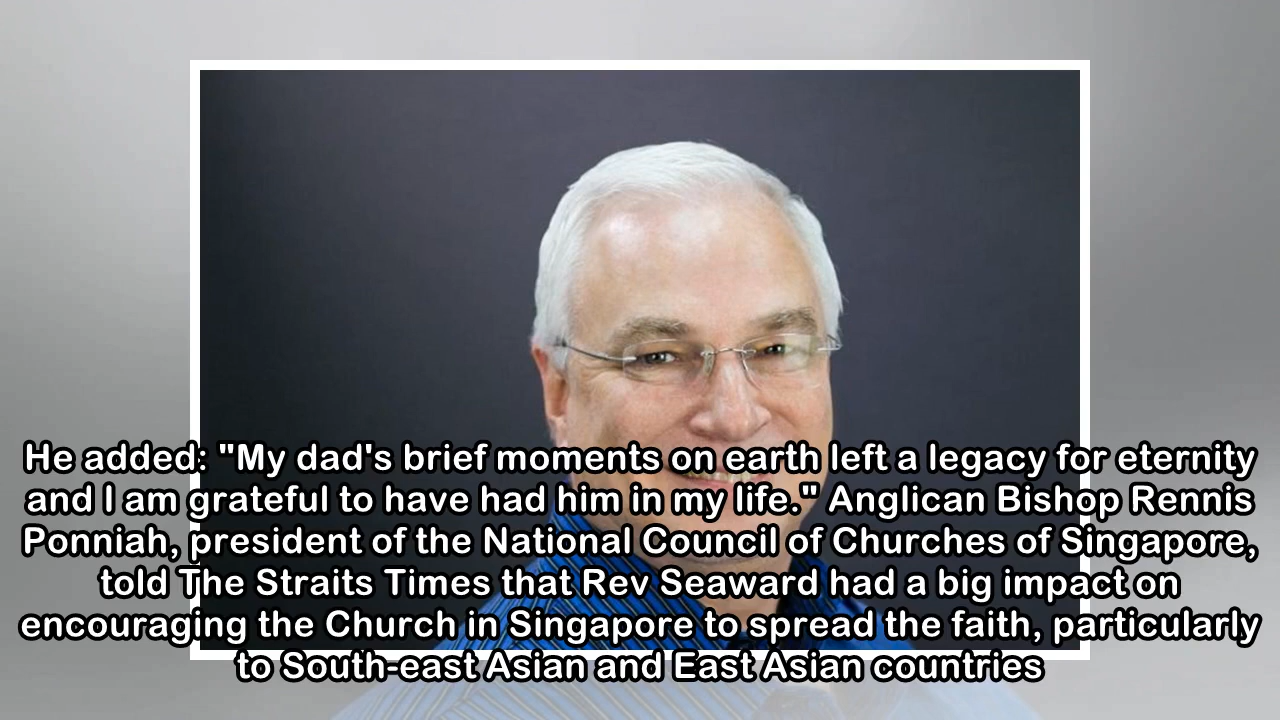 He added: "My dad's brief moments on earth left a legacy for eternity
and I am grateful to have had him in my life." Anglican Bishop Rennis
Ponniah, president of the National Council of Churches of Singapore,
told The Straits Times that Rev Seaward had a big impact on
encouraging the Church in Singapore to spread the faith, particularly
to South-east Asian and East Asian countries